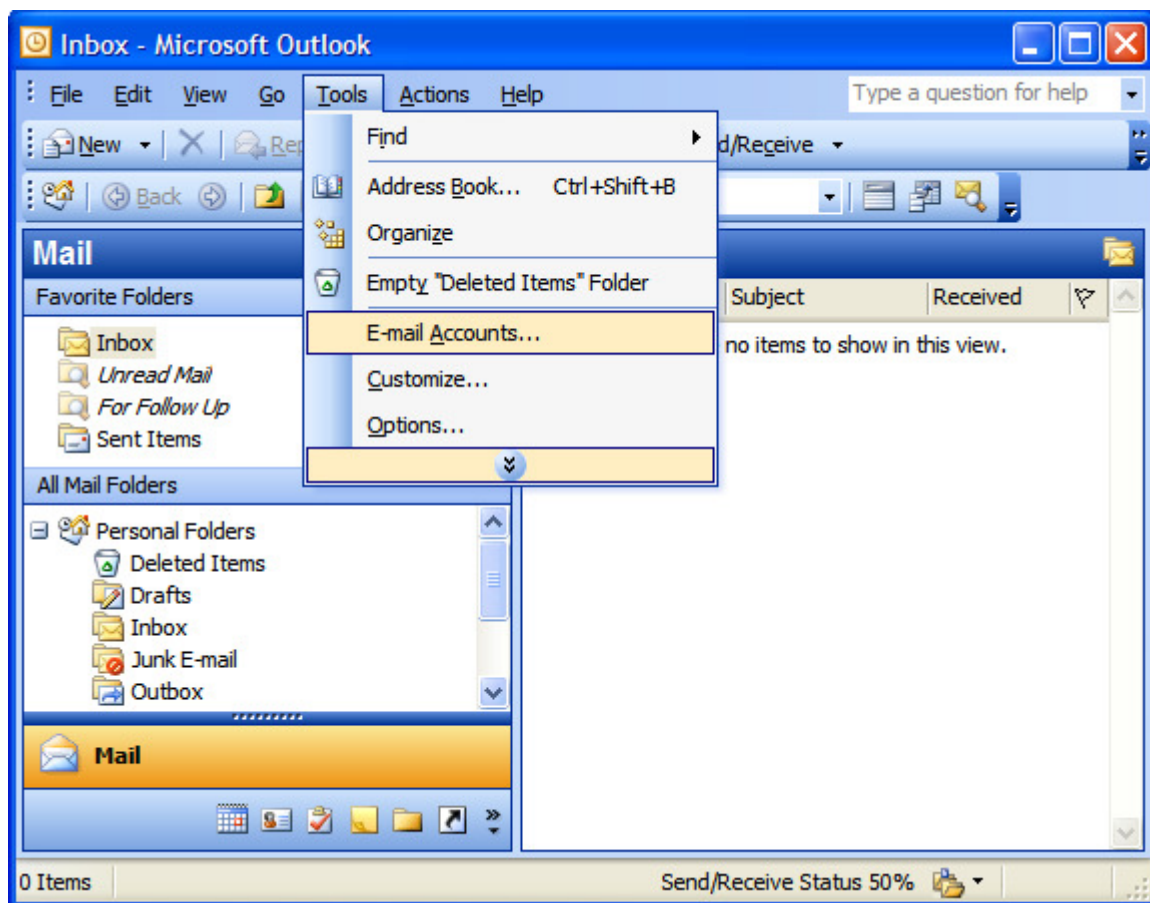 Inbox - Microsoft Outlook
File Edit View Go Tools Actions Help Type a question for help
New Find d/Receive
Address Book... Ctrl+Shift+B
Back
Organize
Mail
Empty "Deleted Items" Folder
Favorite Folders Subject Received
E-mail Accounts...
Inbox no items to show in this view.
Unread Mail Customize...
For Follow Up
Options...
Sent Items
All Mail Folders
Personal Folders
Deleted Items
Drafts
Inbox
Junk E-mail
Outbox
Mail
0 Items Send/Receive Status 50%